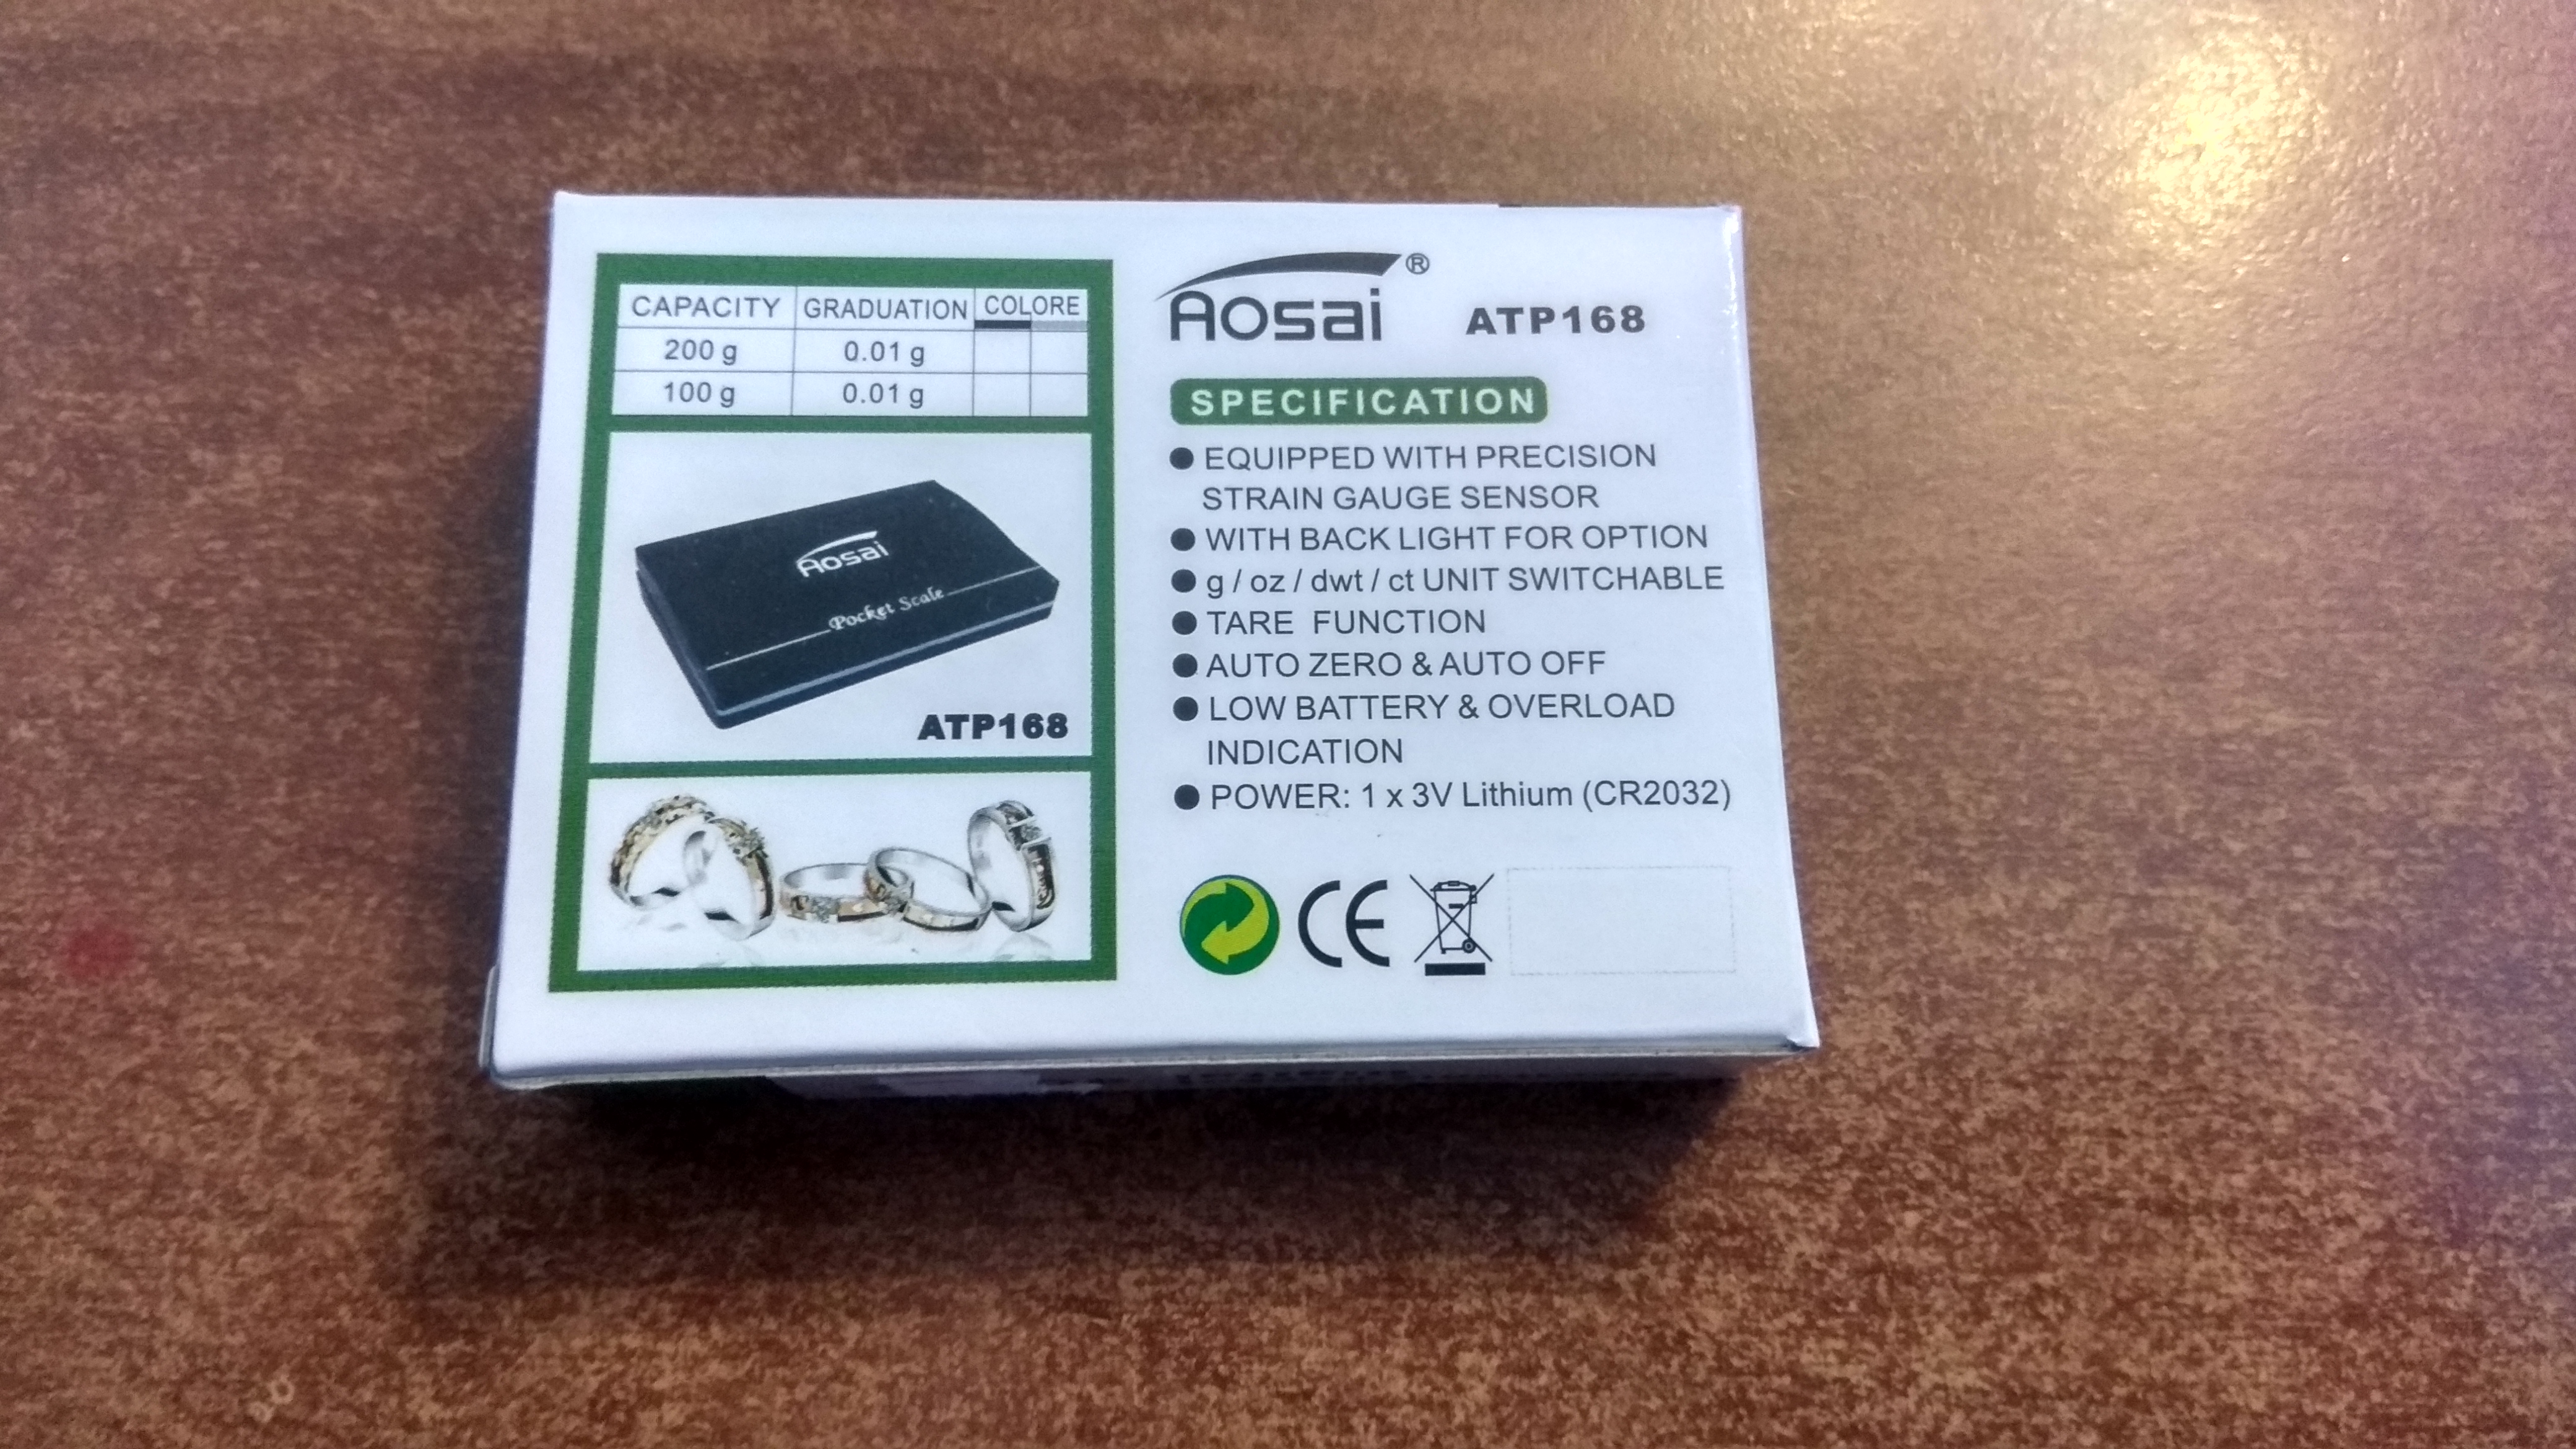 CAPACITY GRADUATION COLORE
200 g 0.01 g
100 g 0.01 g
Aosai
Pocket Scale
ATP168
Aosai® ATP168
SPECIFICATION
● EQUIPPED WITH PRECISION
STRAIN GAUGE SENSOR
● WITH BACK LIGHT FOR OPTION
● g / oz / dwt / ct UNIT SWITCHABLE
● TARE FUNCTION
● AUTO ZERO & AUTO OFF
● LOW BATTERY & OVERLOAD
INDICATION
● POWER: 1 x 3V Lithium (CR2032)
CE